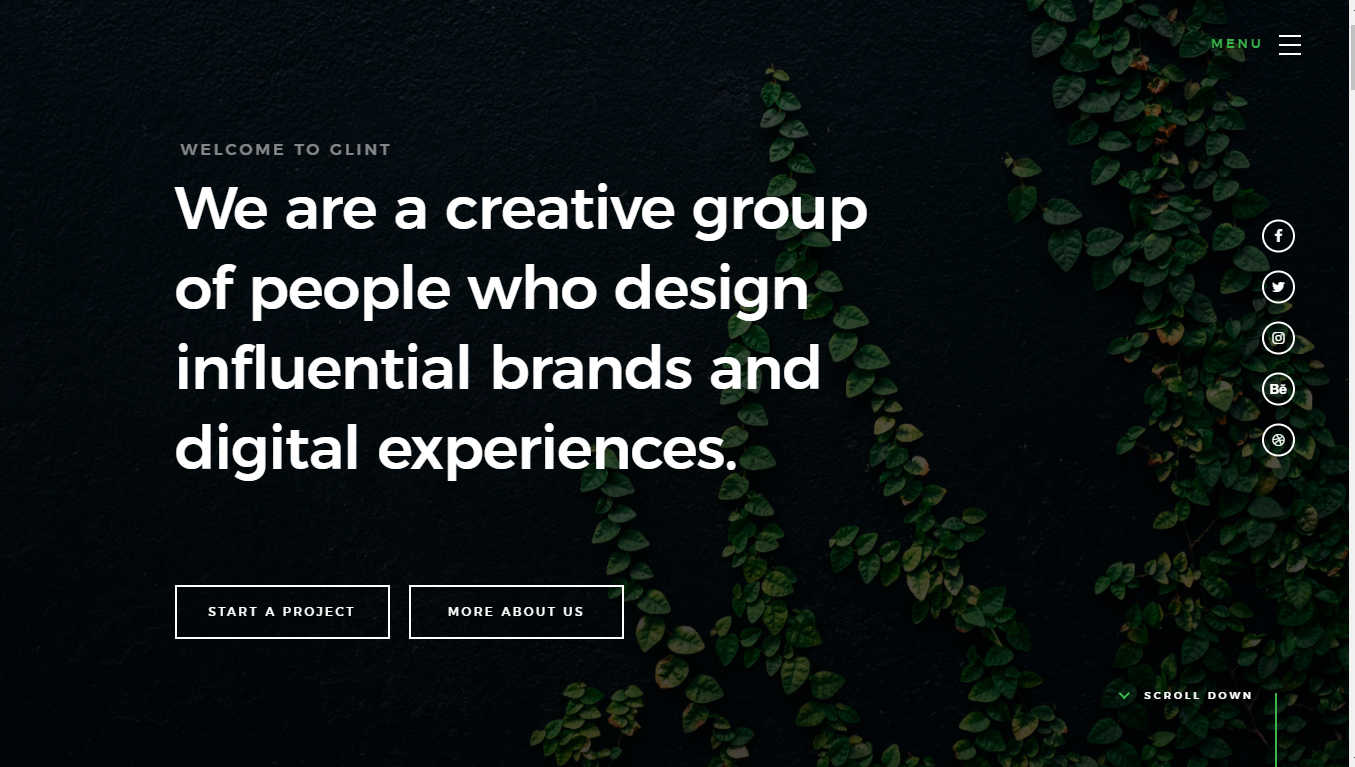 MENU
WELCOME TO GLINT
We are a creative group
of people who design
influential brands and
digital experiences.
Bē
START A PROJECT
MORE ABOUT US
SCROLL DOWN